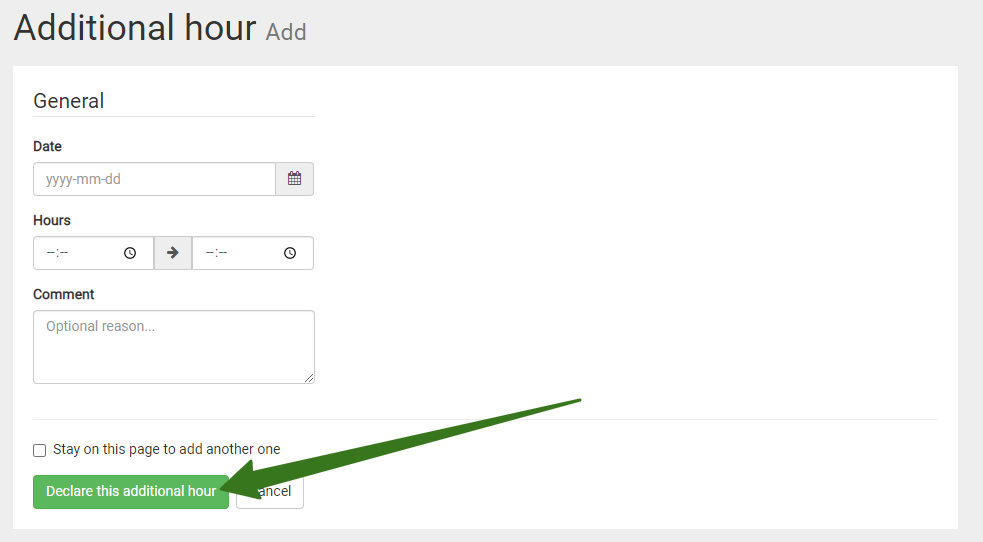 Additional hour Add
General
Date
yyyy-mm-dd
Hours
--:-- --:--
Comment
Optional reason...
Stay on this page to add another one
Declare this additional hour